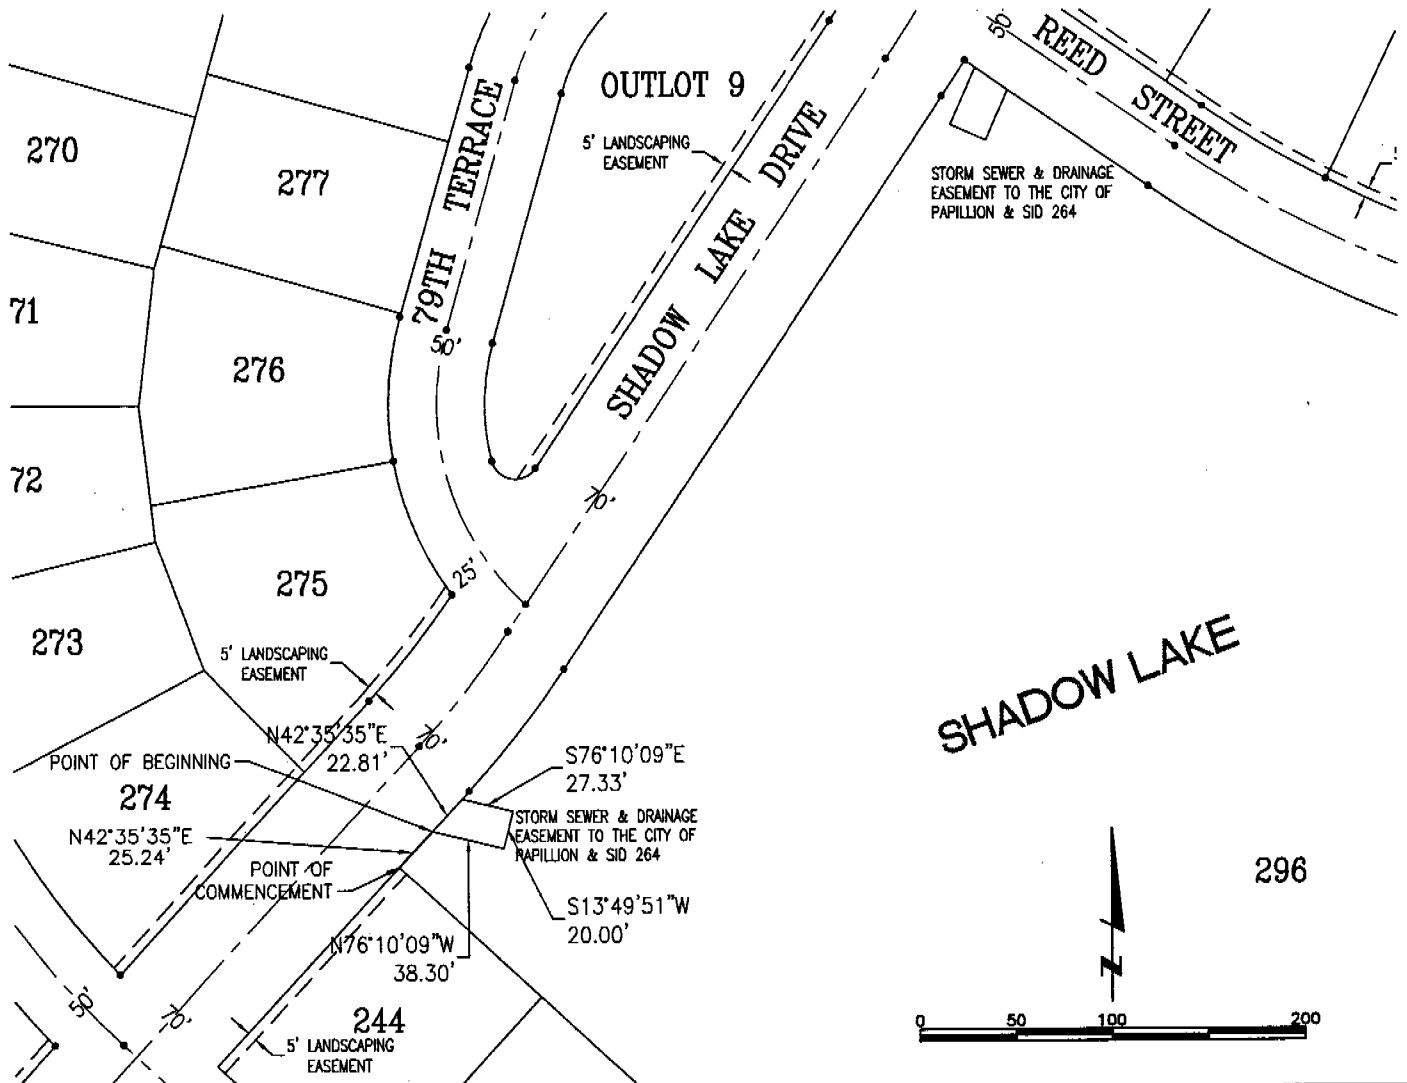 50'
REED STREET
OUTLOT 9
79TH TERRACE
SHADOW LAKE DRIVE
5' LANDSCAPING
EASEMENT
270
277
STORM SEWER & DRAINAGE
EASEMENT TO THE CITY OF
PAPILLION & SID 264
71
50'
276
72
70'
275
25'
273
5' LANDSCAPING
EASEMENT
SHADOW LAKE
N42°35'35"E
22.81'
70'
POINT OF BEGINNING
S76°10'09"E
27.33'
274
STORM SEWER & DRAINAGE
EASEMENT TO THE CITY OF
PAPILLION & SID 264
N42°35'35"E
25.24'
POINT OF
COMMENCEMENT
296
S13°49'51"W
20.00'
N76°10'09"W
38.30'
N
50'
70'
244
5' LANDSCAPING
EASEMENT
0 50 100 200